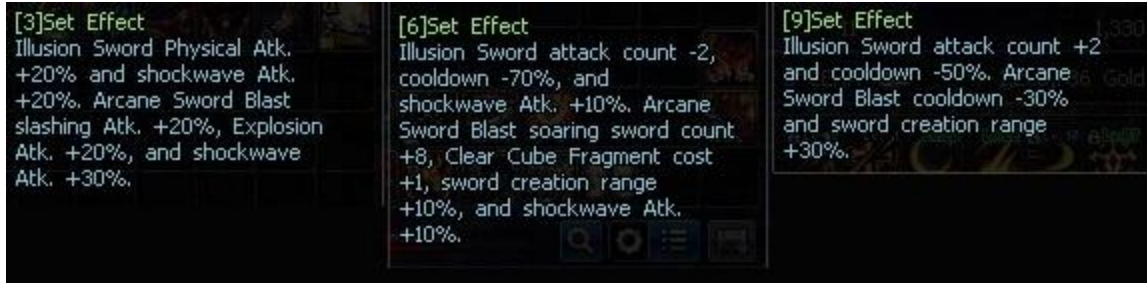 [3]Set Effect
Illusion Sword Physical Atk.
+20% and shockwave Atk.
+20%. Arcane Sword Blast
slashing Atk. +20%, Explosion
Atk. +20%, and shockwave
Atk. +30%.
[6]Set Effect
Illusion Sword attack count -2,
cooldown -70%, and
shockwave Atk. +10%. Arcane
Sword Blast soaring sword count
+8, Clear Cube Fragment cost
+1, sword creation range
+10%, and shockwave Atk.
+10%.
[9]Set Effect
Illusion Sword attack count +2
and cooldown -50%. Arcane
Sword Blast cooldown -30%
and sword creation range
+30%.